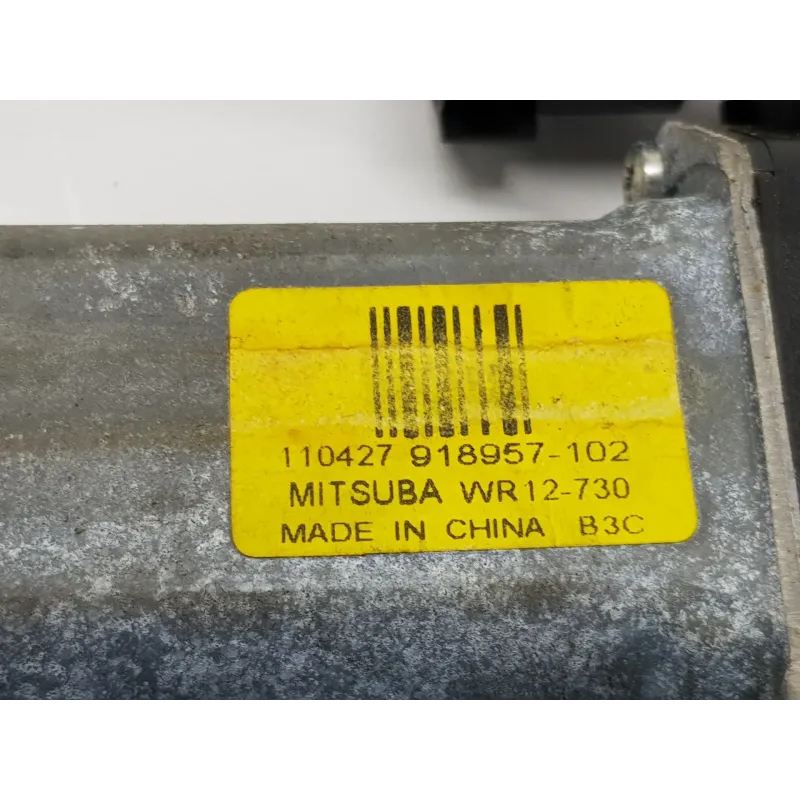 110427 918957-102
MITSUBA WR12-730
MADE IN CHINA B3C